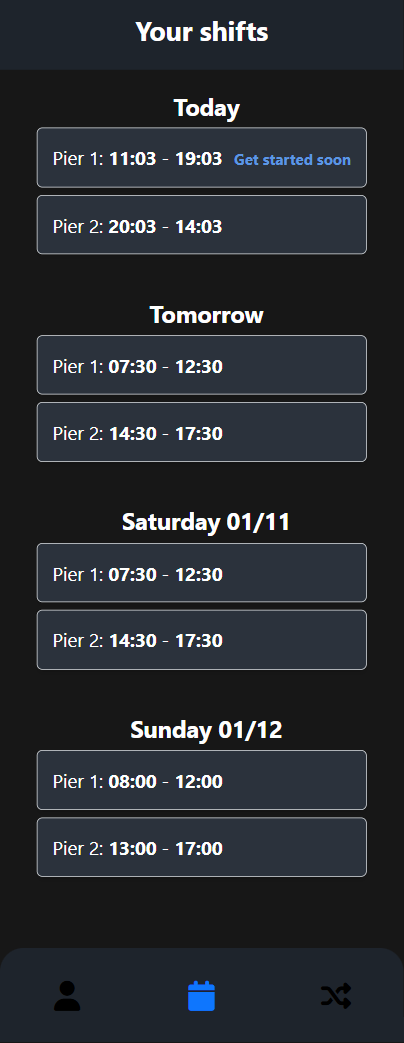 Your shifts
Today
Pier 1: 11:03 - 19:03 Get started soon
Pier 2: 20:03 - 14:03
Tomorrow
Pier 1: 07:30 - 12:30
Pier 2: 14:30 - 17:30
Saturday 01/11
Pier 1: 07:30 - 12:30
Pier 2: 14:30 - 17:30
Sunday 01/12
Pier 1: 08:00 - 12:00
Pier 2: 13:00 - 17:00